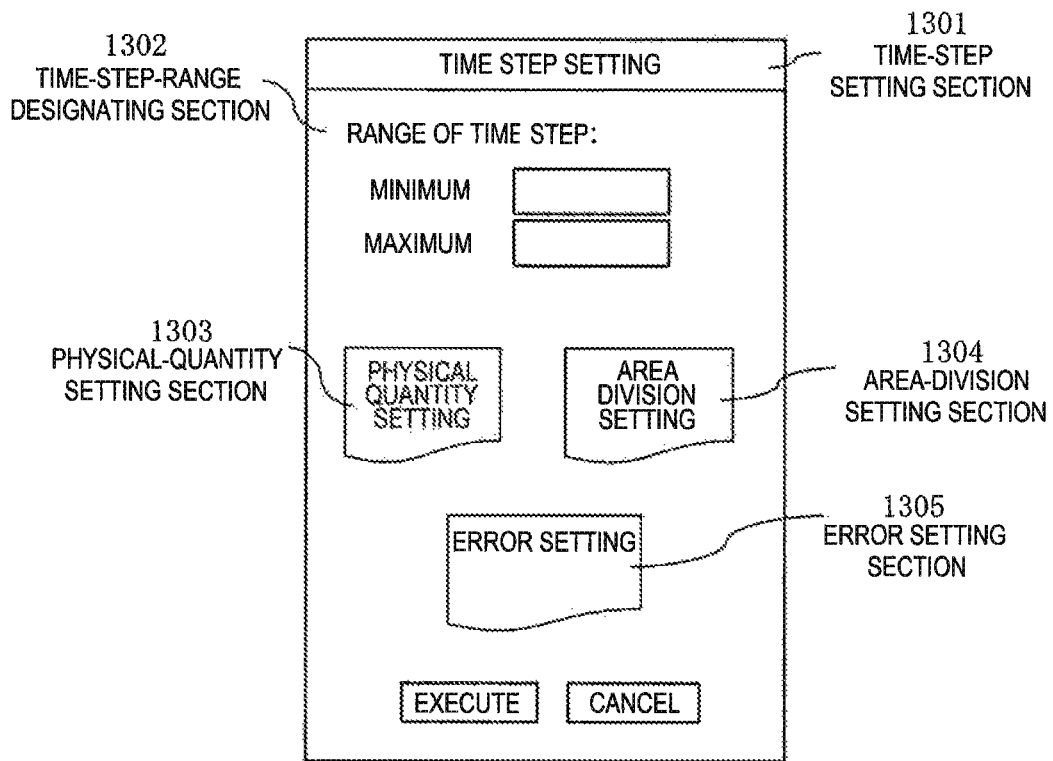 1302
TIME-STEP-RANGE
DESIGNATING SECTION
1301
TIME-STEP
SETTING SECTION
TIME STEP SETTING
RANGE OF TIME STEP:
MINIMUM
MAXIMUM
1303
PHYSICAL-QUANTITY
SETTING SECTION
PHYSICAL
QUANTITY
SETTING
AREA
DIVISION
SETTING
1304
AREA-DIVISION
SETTING SECTION
ERROR SETTING
1305
ERROR SETTING
SECTION
EXECUTE
CANCEL